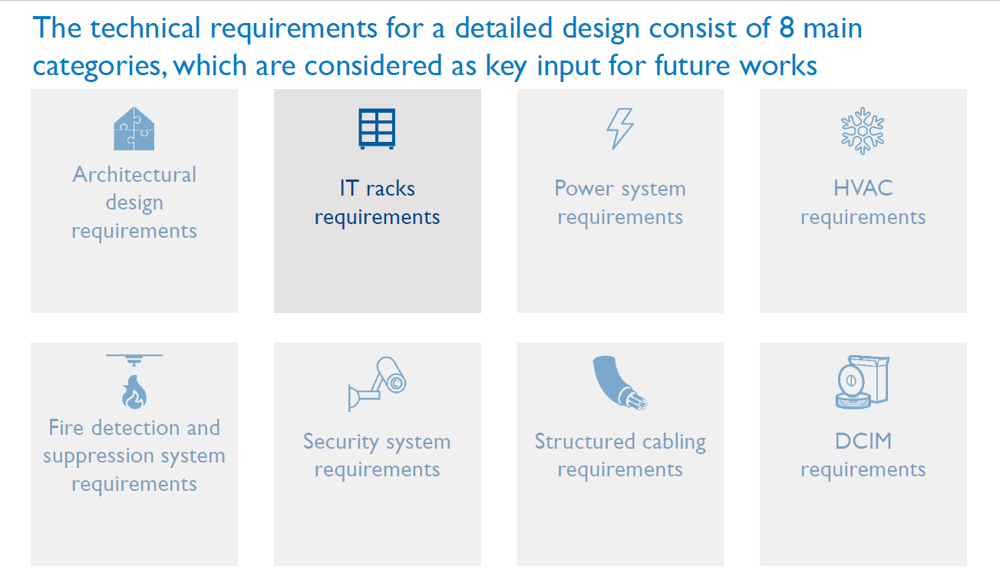 The technical requirements for a detailed design consist of 8 main
categories, which are considered as key input for future works
Architectural
design
requirements
IT racks
requirements
Power system
requirements
HVAC
requirements
Fire detection and
suppression system
requirements
Security system
requirements
Structured cabling
requirements
DCIM
requirements